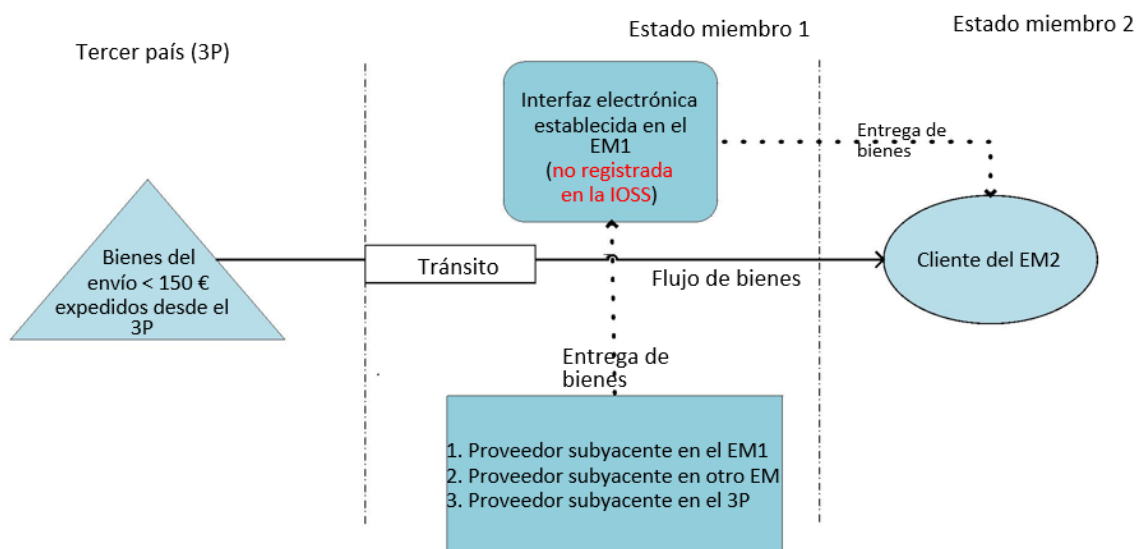 Tercer país (3P)
Estado miembro 1
Estado miembro 2
Interfaz electrónica
establecida en el
EM1
(no registrada
en la IOSS)
Entrega de
bienes
Bienes del
envío < 150 €
expedidos desde el
3P
Tránsito
Flujo de bienes
Cliente del EM2
Entrega de
bienes
1. Proveedor subyacente en el EM1
2. Proveedor subyacente en otro EM
3. Proveedor subyacente en el 3P